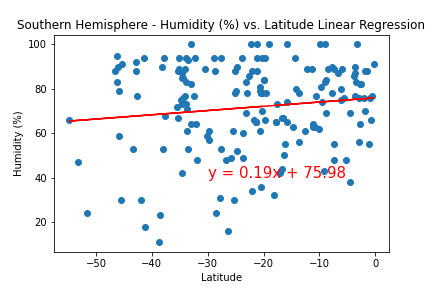 Southern Hemisphere - Humidity (%) vs. Latitude Linear Regression
100
80
60
40
20
Humidity (%)
y = 0.19x + 75.98
−50
−40
−30
−20
−10
0
Latitude